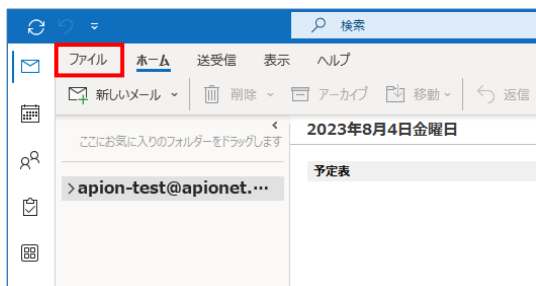 検索
ファイル ホーム 送受信 表示 ヘルプ
新しいメール 削除 アーカイブ 移動 返信
ここにお気に入りのフォルダーをドラッグします
2023年8月4日金曜日
予定表
apion-test@apionet.…